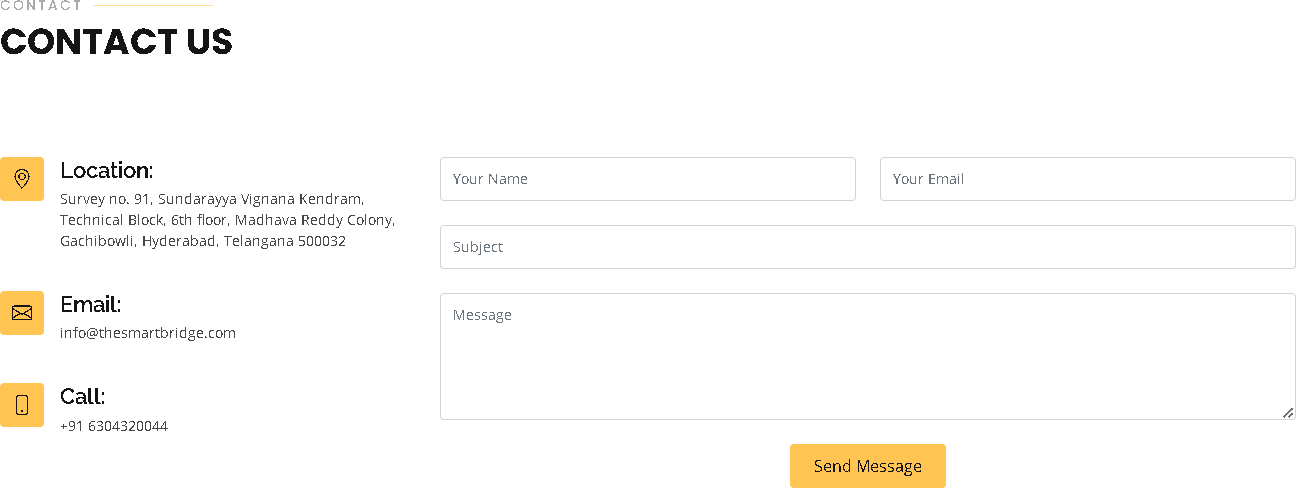 CONTACT
CONTACT US
Location:
Survey no. 91, Sundarayya Vignana Kendram,
Technical Block, 6th floor, Madhava Reddy Colony,
Gachibowli, Hyderabad, Telangana 500032
Email:
info@thesmartbridge.com
Call:
+91 6304320044
Your Name
Your Email
Subject
Message
Send Message